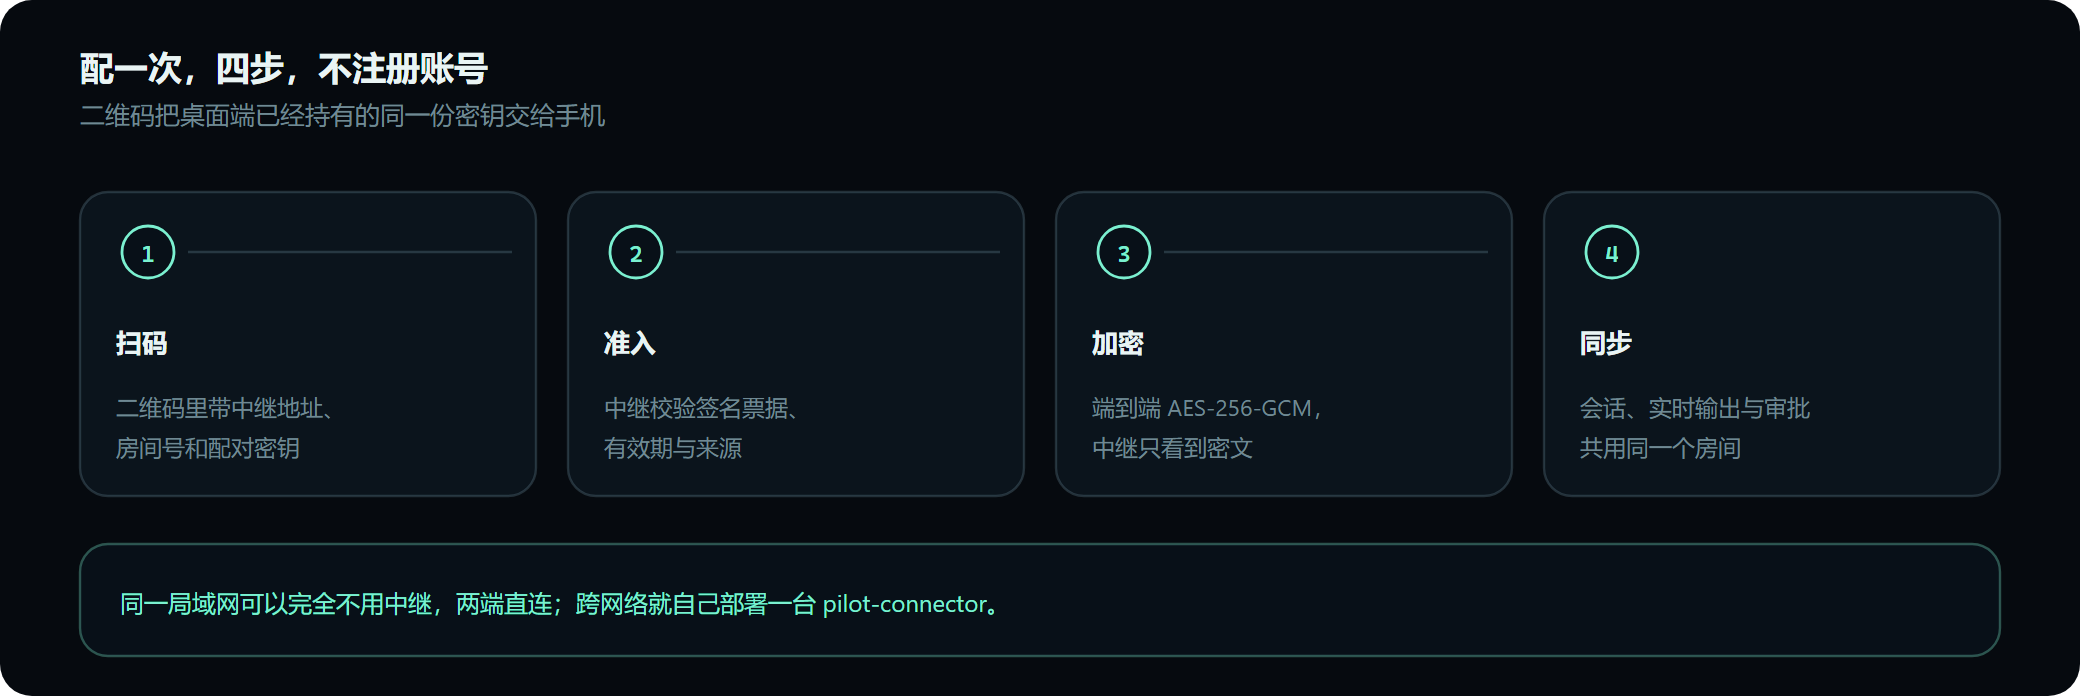 配一次，四步，不注册账号
二维码把桌面端已经持有的同一份密钥交给手机
1
扫码
二维码里带中继地址、
房间号和配对密钥
2
准入
中继校验签名票据、
有效期与来源
3
加密
端到端 AES-256-GCM，
中继只看到密文
4
同步
会话、实时输出与审批
共用同一个房间
同一局域网可以完全不用中继，两端直连；跨网络就自己部署一台 pilot-connector。